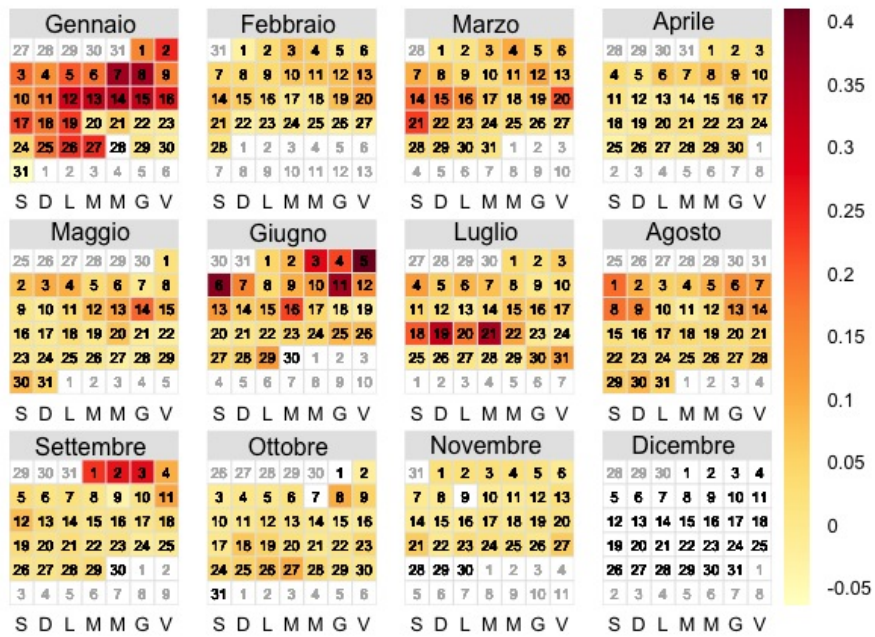 Gennaio
27 28 29 30 31 1 2
3 4 5 6 7 8 9
10 11 12 13 14 15 16
17 18 19 20 21 22 23
24 25 26 27 28 29 30
31 1 2 3 4 5 6
S D L M M G V
Febbraio
31 1 2 3 4 5 6
7 8 9 10 11 12 13
14 15 16 17 18 19 20
21 22 23 24 25 26 27
28 1 2 3 4 5 6
7 8 9 10 11 12 13
S D L M M G V
Marzo
28 1 2 3 4 5 6
7 8 9 10 11 12 13
14 15 16 17 18 19 20
21 22 23 24 25 26 27
28 29 30 31 1 2 3
4 5 6 7 8 9 10
S D L M M G V
Aprile
28 29 30 31 1 2 3
4 5 6 7 8 9 10
11 12 13 14 15 16 17
18 19 20 21 22 23 24
25 26 27 28 29 30 1
2 3 4 5 6 7 8
S D L M M G V
Maggio
25 26 27 28 29 30 1
2 3 4 5 6 7 8
9 10 11 12 13 14 15
16 17 18 19 20 21 22
23 24 25 26 27 28 29
30 31 1 2 3 4 5
S D L M M G V
Giugno
30 31 1 2 3 4 5
6 7 8 9 10 11 12
13 14 15 16 17 18 19
20 21 22 23 24 25 26
27 28 29 30 1 2 3
4 5 6 7 8 9 10
S D L M M G V
Luglio
27 28 29 30 1 2 3
4 5 6 7 8 9 10
11 12 13 14 15 16 17
18 19 20 21 22 23 24
25 26 27 28 29 30 31
1 2 3 4 5 6 7
S D L M M G V
Agosto
25 26 27 28 29 30 31
1 2 3 4 5 6 7
8 9 10 11 12 13 14
15 16 17 18 19 20 21
22 23 24 25 26 27 28
29 30 31 1 2 3 4
S D L M M G V
Settembre
29 30 31 1 2 3 4
5 6 7 8 9 10 11
12 13 14 15 16 17 18
19 20 21 22 23 24 25
26 27 28 29 30 1 2
3 4 5 6 7 8 9
S D L M M G V
Ottobre
26 27 28 29 30 1 2
3 4 5 6 7 8 9
10 11 12 13 14 15 16
17 18 19 20 21 22 23
24 25 26 27 28 29 30
31 1 2 3 4 5 6
S D L M M G V
Novembre
31 1 2 3 4 5 6
7 8 9 10 11 12 13
14 15 16 17 18 19 20
21 22 23 24 25 26 27
28 29 30 1 2 3 4
5 6 7 8 9 10 11
S D L M M G V
Dicembre
28 29 30 1 2 3 4
5 6 7 8 9 10 11
12 13 14 15 16 17 18
19 20 21 22 23 24 25
26 27 28 29 30 31 1
2 3 4 5 6 7 8
S D L M M G V
0.4
0.35
0.3
0.25
0.2
0.15
0.1
0.05
0
-0.05